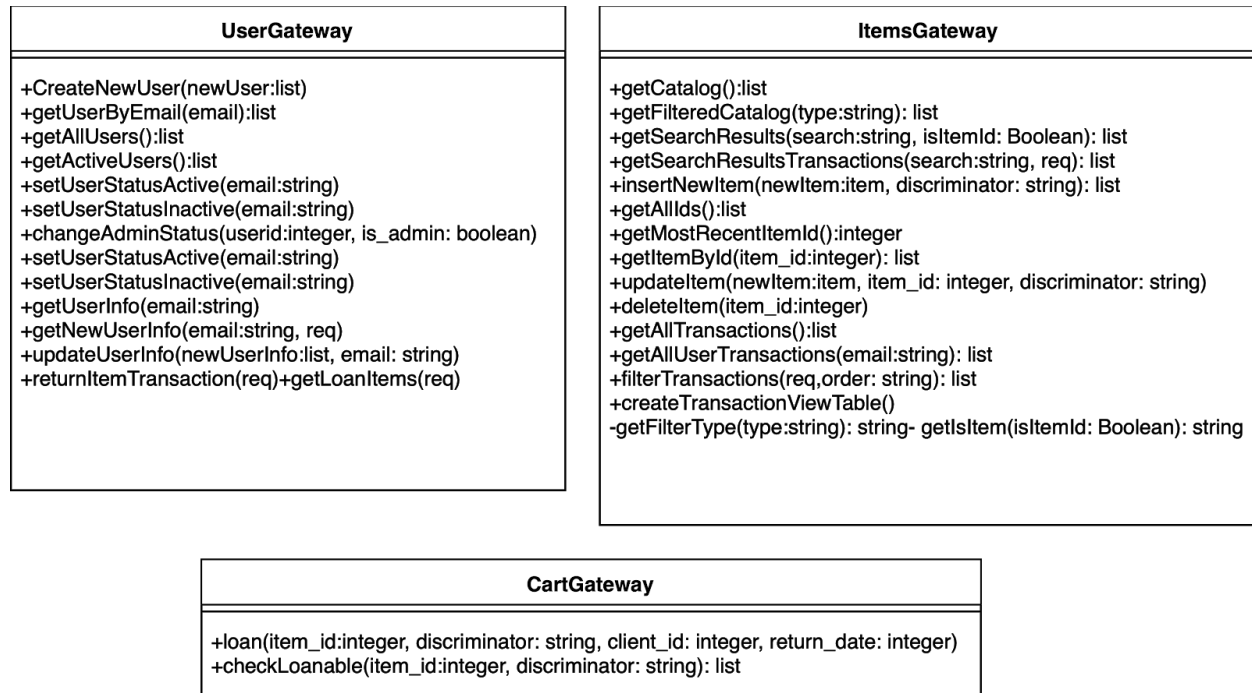 UserGateway
+CreateNewUser(newUser:list)
+getUserByEmail(email):list
+getAllUsers():list
+getActiveUsers():list
+setUserStatusActive(email:string)
+setUserStatusInactive(email:string)
+changeAdminStatus(userid:integer, is_admin: boolean)
+setUserStatusActive(email:string)
+setUserStatusInactive(email:string)
+getUserInfo(email:string)
+getNewUserInfo(email:string, req)
+updateUserInfo(newUserInfo:list, email: string)
+returnItemTransaction(req)+getLoanItems(req)
ItemsGateway
+getCatalog():list
+getFilteredCatalog(type:string): list
+getSearchResults(search:string, isItemId: Boolean): list
+getSearchResultsTransactions(search:string, req): list
+insertNewItem(newItem:item, discriminator: string): list
+getAllIds():list
+getMostRecentItemId():integer
+getItemById(item_id:integer): list
+updateItem(newItem:item, item_id: integer, discriminator: string)
+deleteItem(item_id:integer)
+getAllTransactions():list
+getAllUserTransactions(email:string): list
+filterTransactions(req,order: string): list
+createTransactionViewTable()
-getFilterType(type:string): string- getIsItem(isItemId: Boolean): string
CartGateway
+loan(item_id:integer, discriminator: string, client_id: integer, return_date: integer)
+checkLoanable(item_id:integer, discriminator: string): list